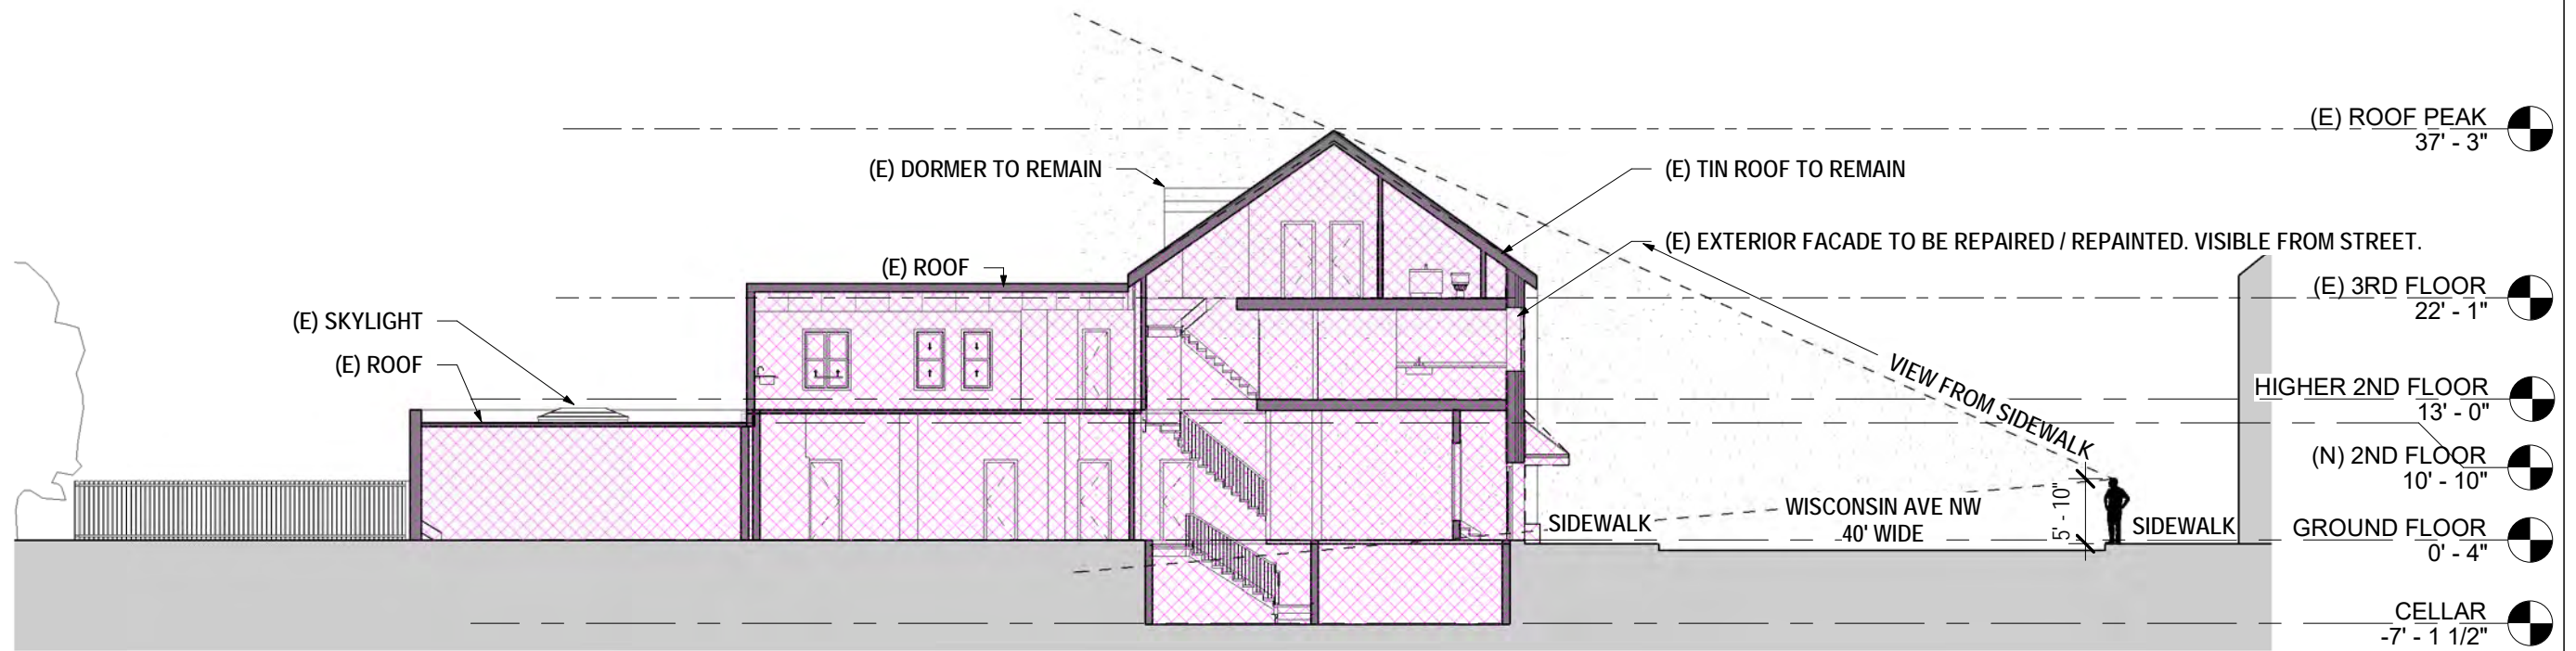 (E) ROOF PEAK
37' - 3"
(E) DORMER TO REMAIN
(E) TIN ROOF TO REMAIN
(E) EXTERIOR FACADE TO BE REPAIRED / REPAINTED. VISIBLE FROM STREET.
(E) ROOF
(E) 3RD FLOOR
22' - 1"
(E) SKYLIGHT
(E) ROOF
VIEW FROM SIDEWALK
HIGHER 2ND FLOOR
13' - 0"
(N) 2ND FLOOR
10' - 10"
5' - 10"
WISCONSIN AVE NW
40' WIDE
SIDEWALK
SIDEWALK
GROUND FLOOR
0' - 4"
CELLAR
-7' - 1 1/2"